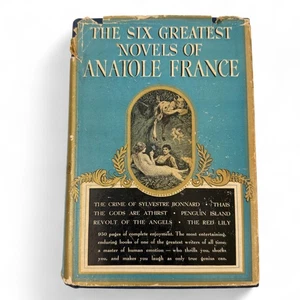 THE SIX GREATEST
NOVELS OF
ANATOLE FRANCE
THE CRIME OF SYLVESTRE BONNARD · THAIS
THE GODS ARE ATHIRST · PENGUIN ISLAND
REVOLT OF THE ANGELS · THE RED LILY
950 pages of complete enjoyment. The most entertaining,
enduring books of one of the greatest writers of all time;
a master of human emotion—who thrills you, soothes
you, and makes you laugh as only true genius can.